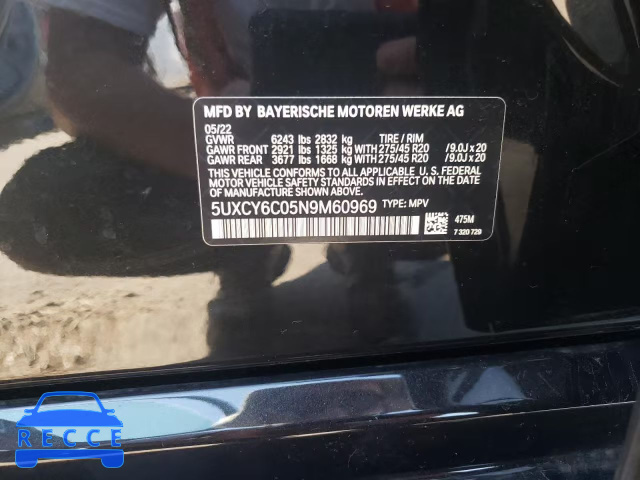 MFD BY BAYERISCHE MOTOREN WERKE AG
05/22
GVWR 6243 lbs 2832 kg TIRE / RIM
GAWR FRONT 2921 lbs 1325 kg WITH 275/45 R20 /9.0J x 20
GAWR REAR 3677 lbs 1668 kg WITH 275/45 R20 /9.0J x 20
THIS VEHICLE CONFORMS TO ALL APPLICABLE U. S. FEDERAL
MOTOR VEHICLE SAFETY STANDARDS IN EFFECT ON THE
DATE OF MANUFACTURE SHOWN ABOVE.
5UXCY6C05N9M60969 TYPE: MPV
475M
7 320 729
RECCE